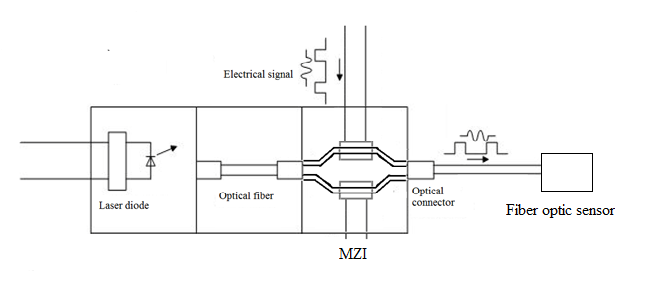 Electrical signal
Laser diode
Optical fiber
Optical
connector
Fiber optic sensor
MZI